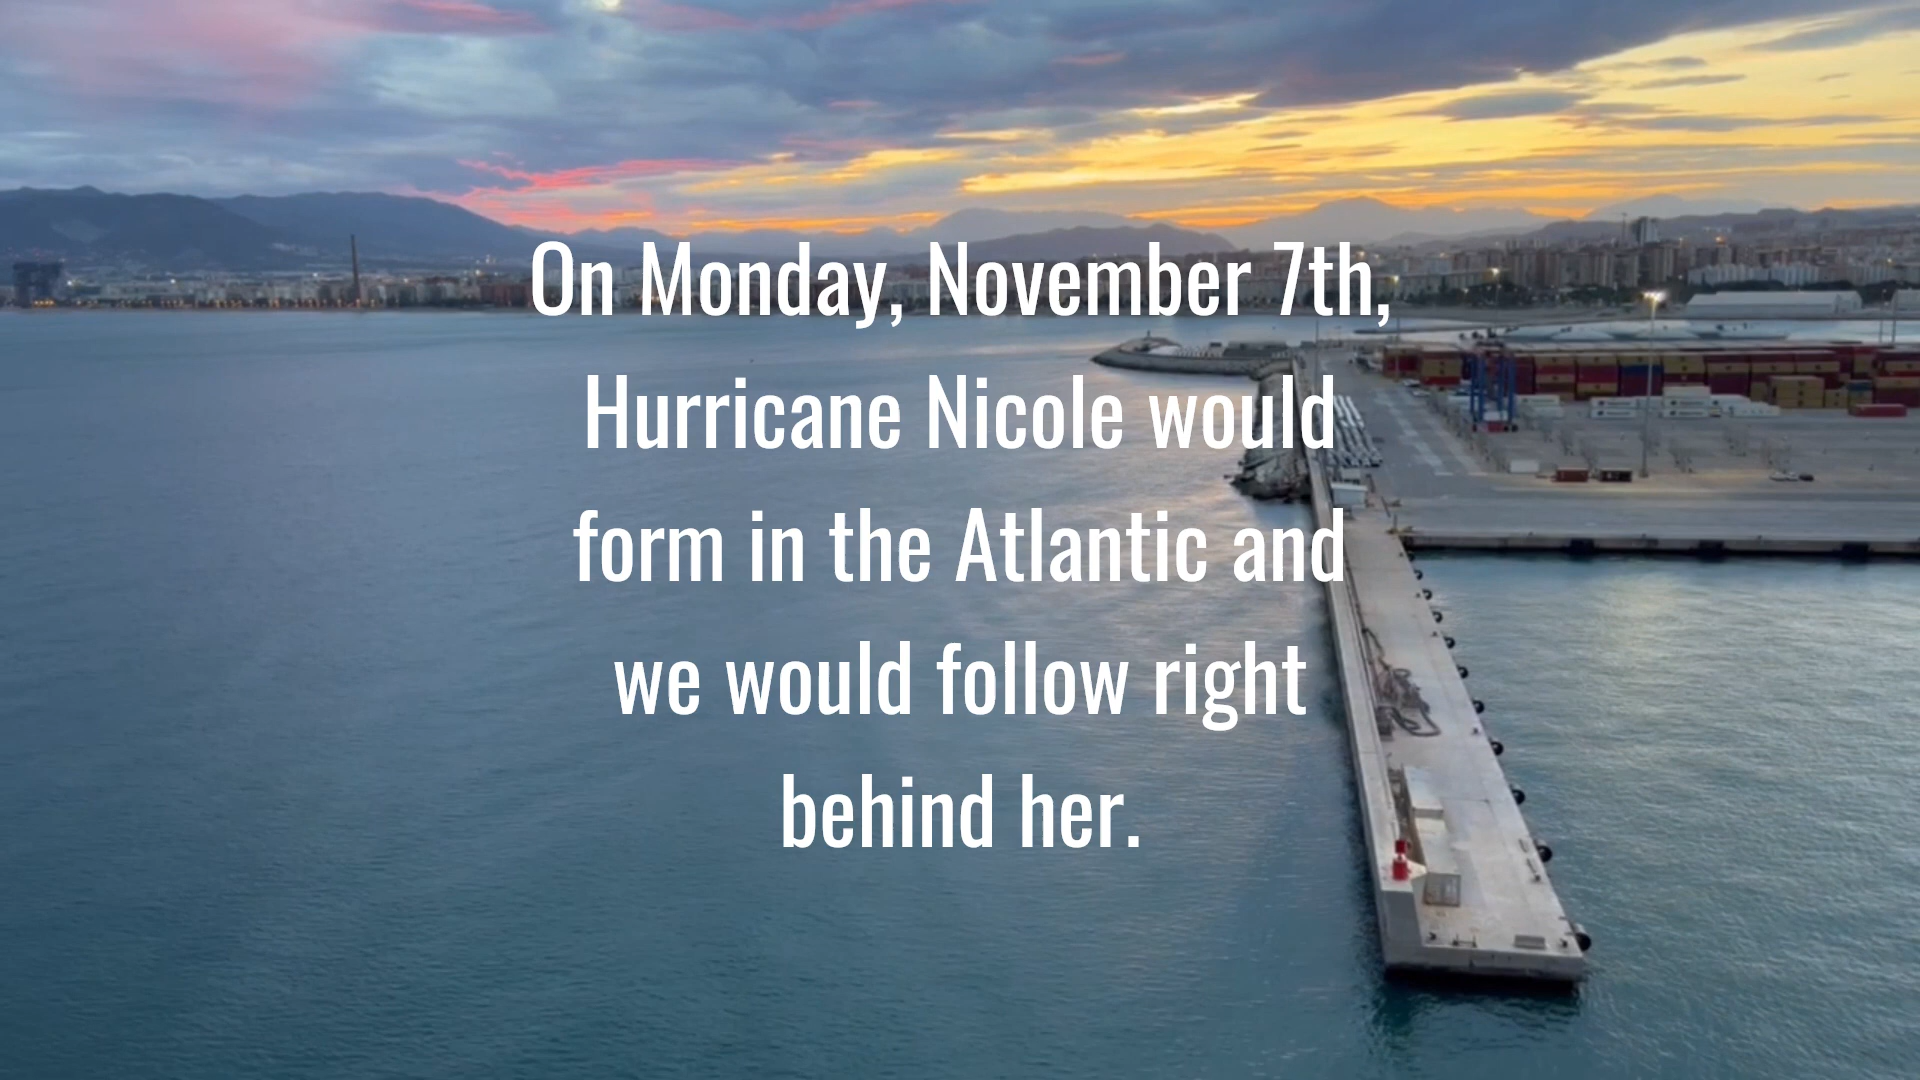 On Monday, November 7th,
Hurricane Nicole would
form in the Atlantic and
we would follow right
behind her.